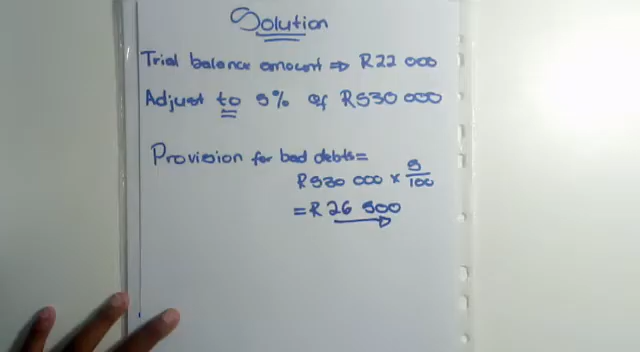 Solution
Trial balance amount ⇒ R22 000
Adjust to 5% of R530 000
Provision for bad debts =
R530 000 × 5/100
= R 26 500